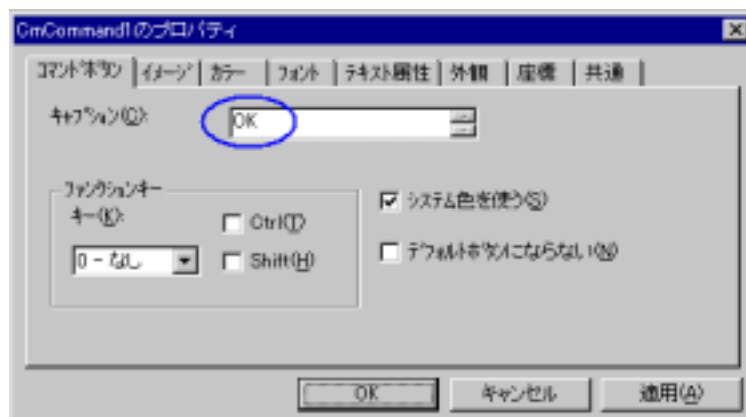 CmCommand1のプロパティ
コマンドボタン イメージ カラー フォント テキスト属性 外観 座標 共通
キャプション(C): OK
ファンクションキー
キー(K):
Ctrl(T)
0 - なし
Shift(H)
システム色を使う(S)
デフォルトボタンにならない(N)
OK キャンセル 適用(A)